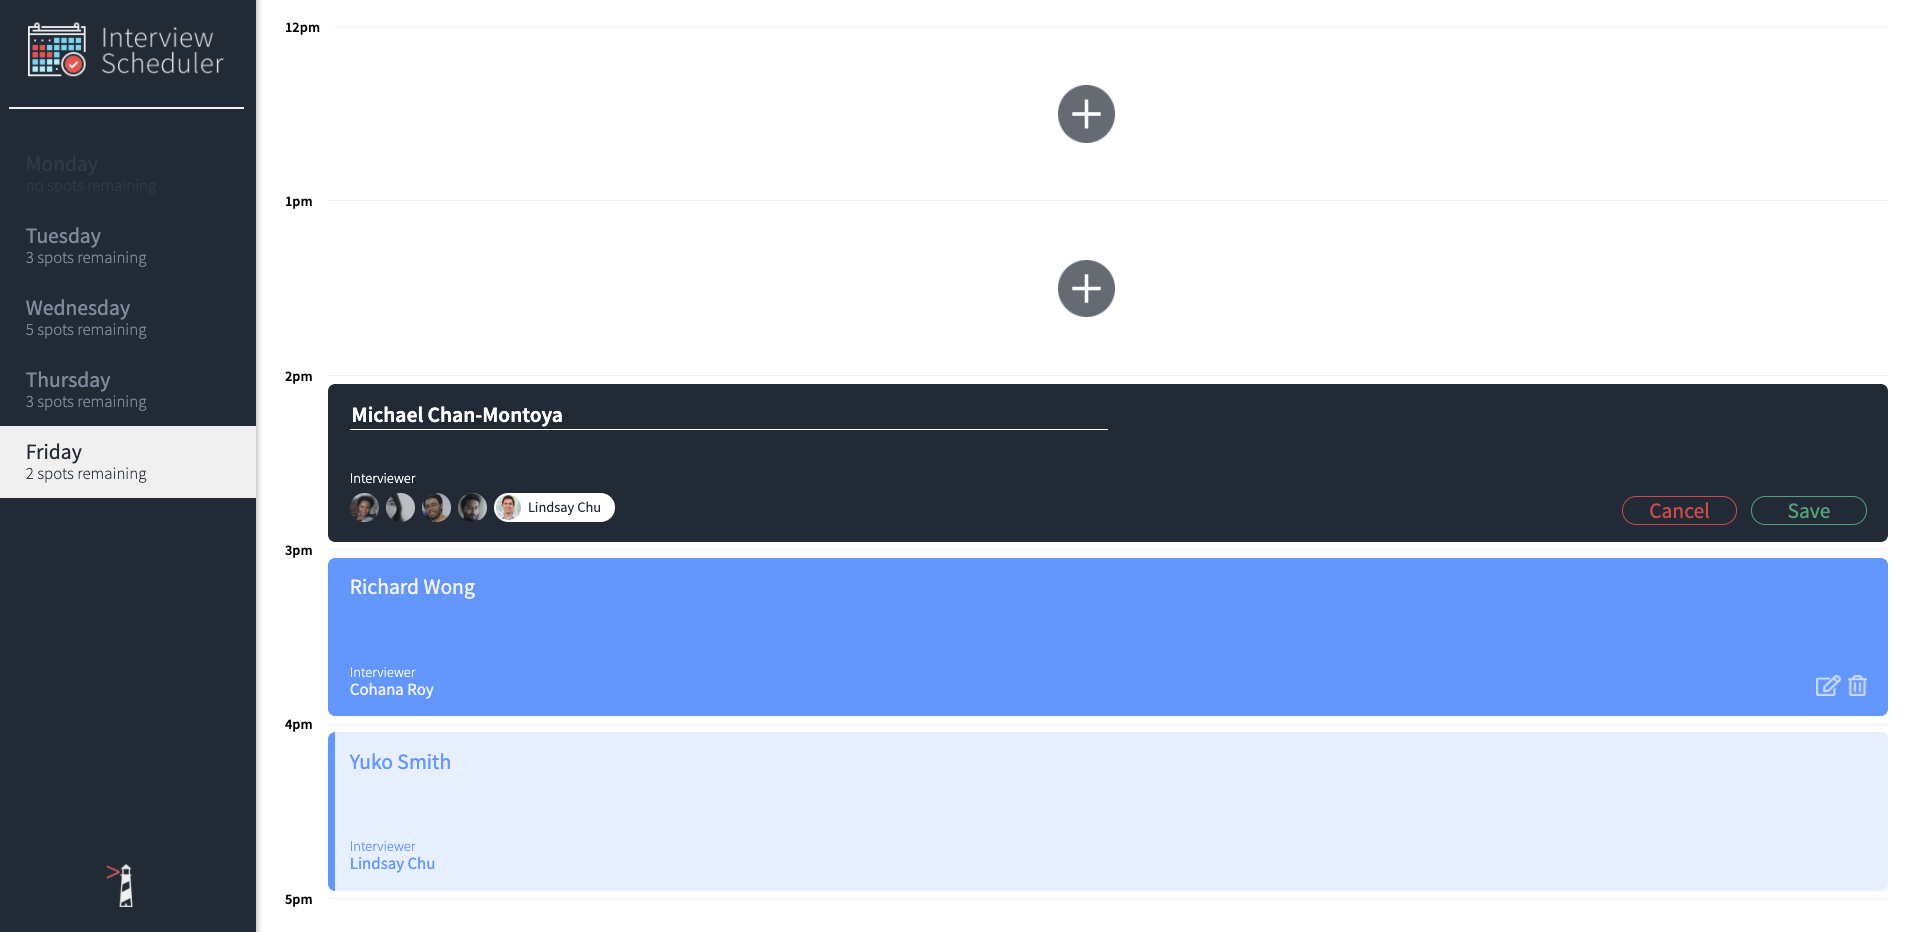 Interview
Scheduler
Monday
no spots remaining
Tuesday
3 spots remaining
Wednesday
5 spots remaining
Thursday
3 spots remaining
Friday
2 spots remaining
12pm
1pm
2pm
Michael Chan-Montoya
Interviewer
Lindsay Chu
Cancel
Save
3pm
Richard Wong
Interviewer
Cohana Roy
4pm
Yuko Smith
Interviewer
Lindsay Chu
5pm